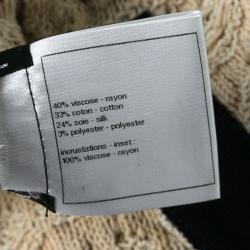 40% viscose - rayon
33% coton - cotton
24% soie - silk
3% polyester - polyester
incrustations - inset :
100% viscose - rayon